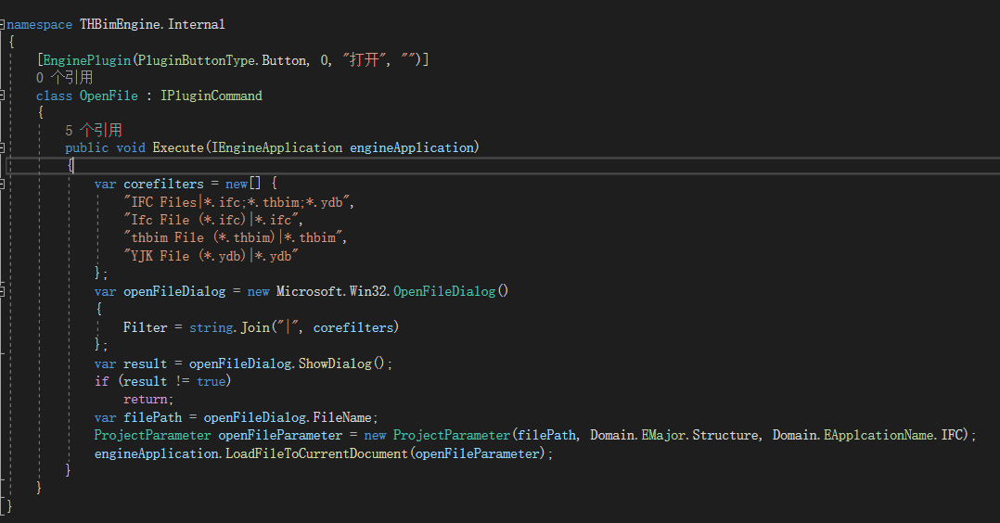 namespace THBimEngine.Internal
{
[EnginePlugin(PluginButtonType.Button, 0, "打开", "")]
0 个引用
class OpenFile : IPluginCommand
{
5 个引用
public void Execute(IEngineApplication engineApplication)
{
var corefilters = new[] {
"IFC Files|*.ifc;*.thbim;*.ydb",
"Ifc File (*.ifc)|*.ifc",
"thbim File (*.thbim)|*.thbim",
"YJK File (*.ydb)|*.ydb"
};
var openFileDialog = new Microsoft.Win32.OpenFileDialog()
{
Filter = string.Join("|", corefilters)
};
var result = openFileDialog.ShowDialog();
if (result != true)
return;
var filePath = openFileDialog.FileName;
ProjectParameter openFileParameter = new ProjectParameter(filePath, Domain.EMajor.Structure, Domain.EApplcationName.IFC);
engineApplication.LoadFileToCurrentDocument(openFileParameter);
}
}
}